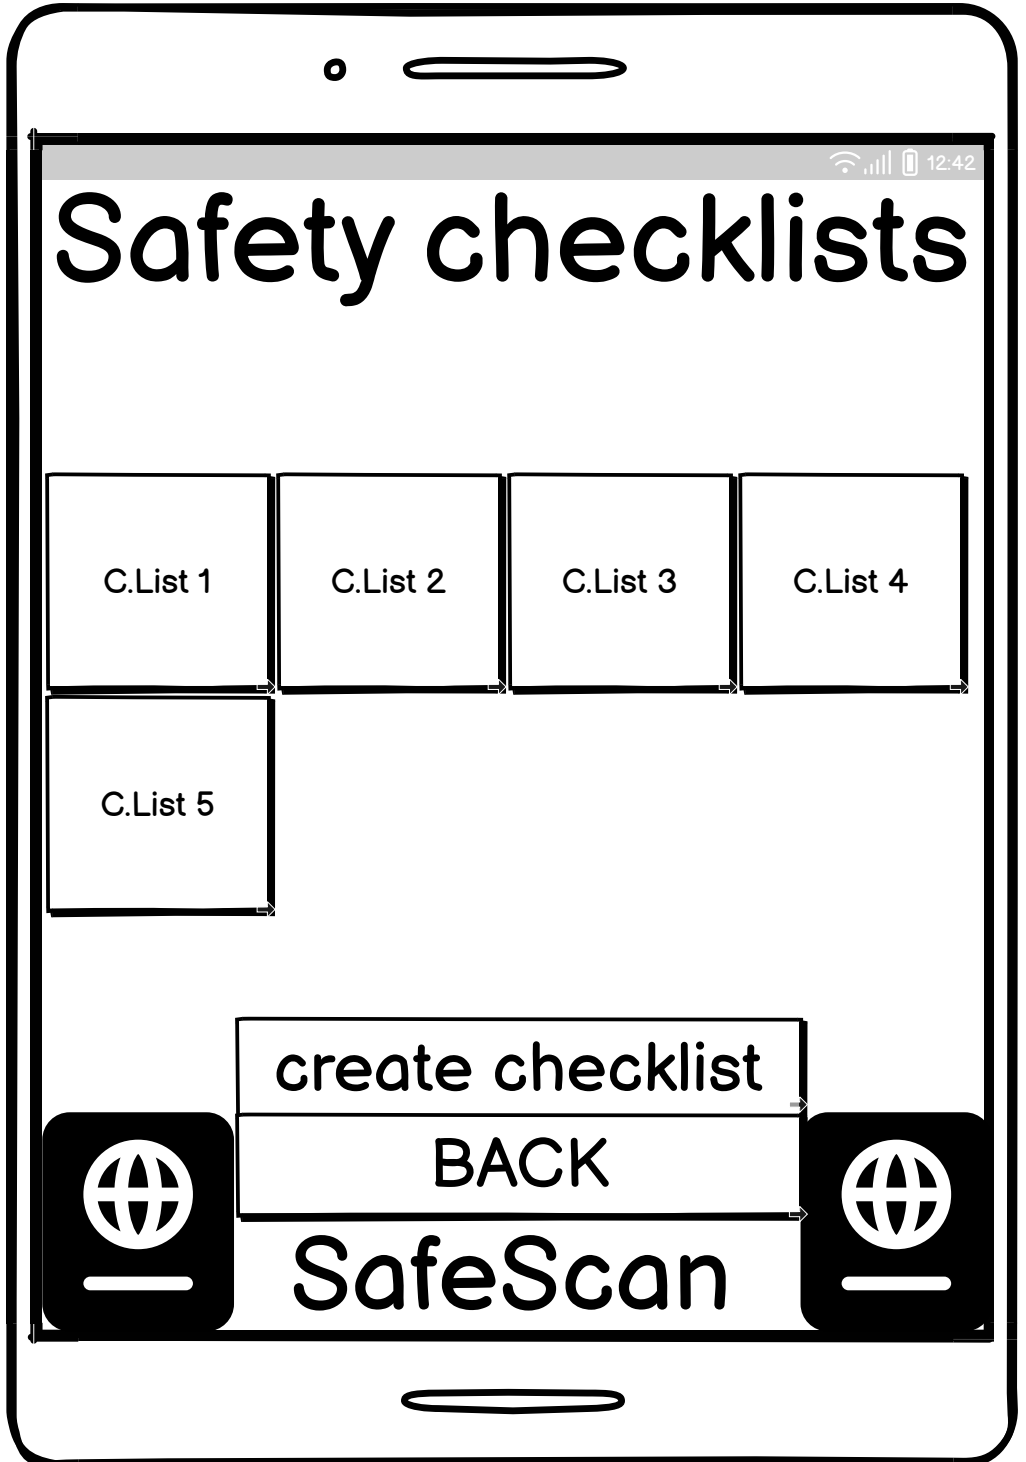 12:42
Safety checklists
C.List 1 C.List 2 C.List 3 C.List 4
C.List 5
create checklist
BACK
SafeScan